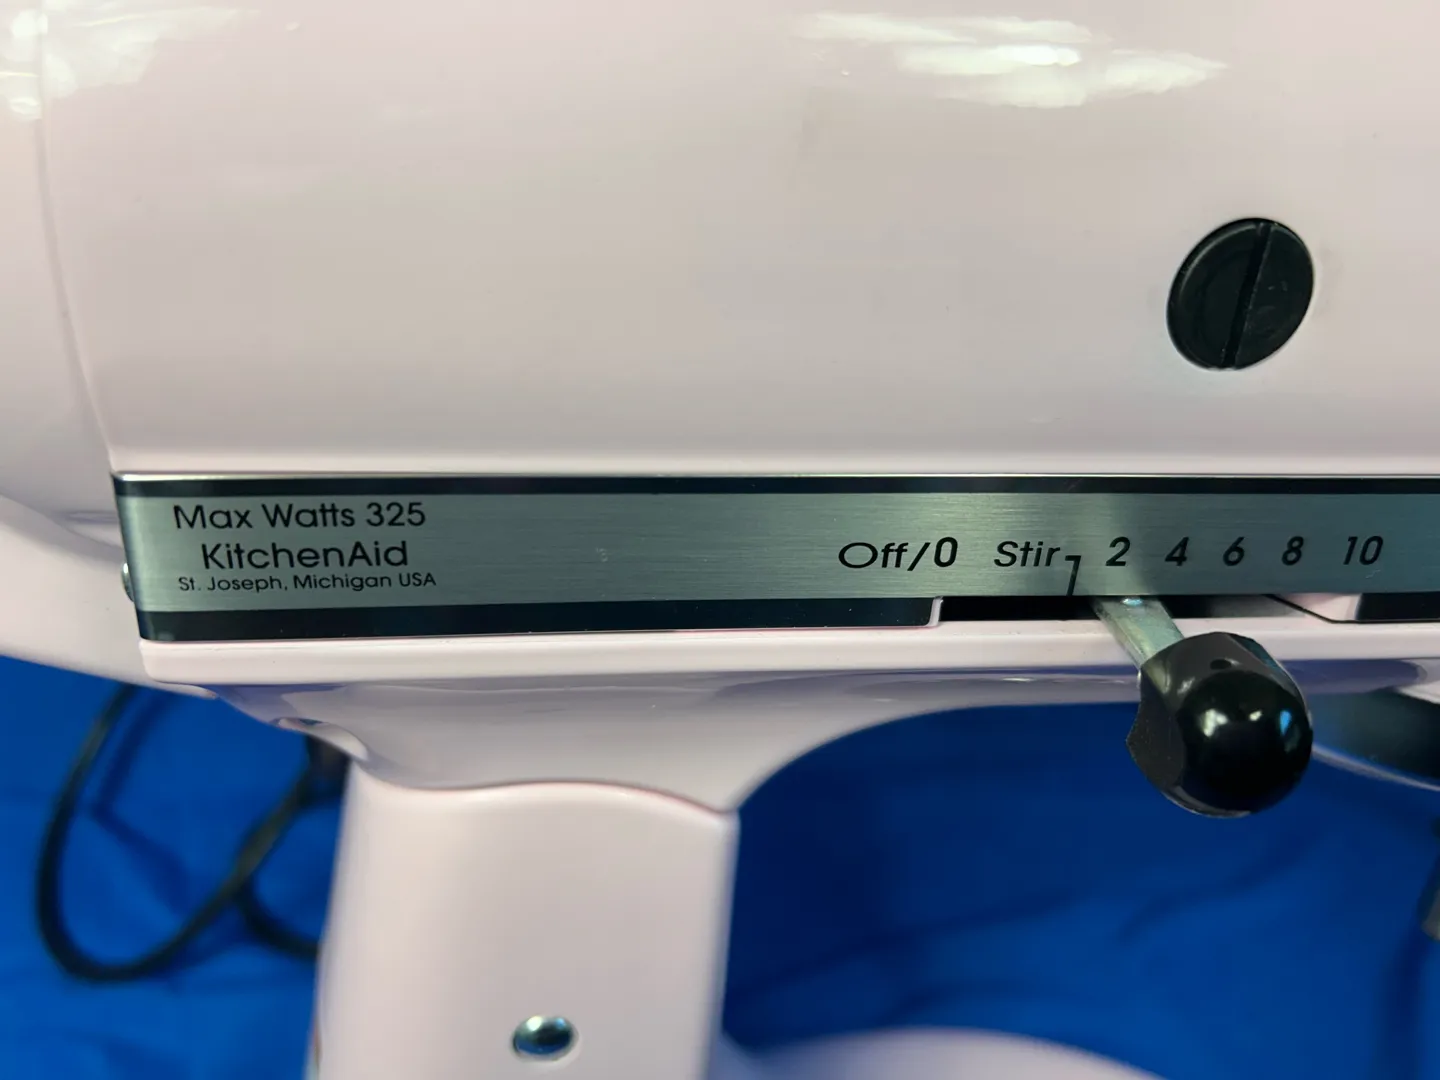 Max Watts 325
KitchenAid
St. Joseph, Michigan USA
Off/0 Stir 2 4 6 8 10